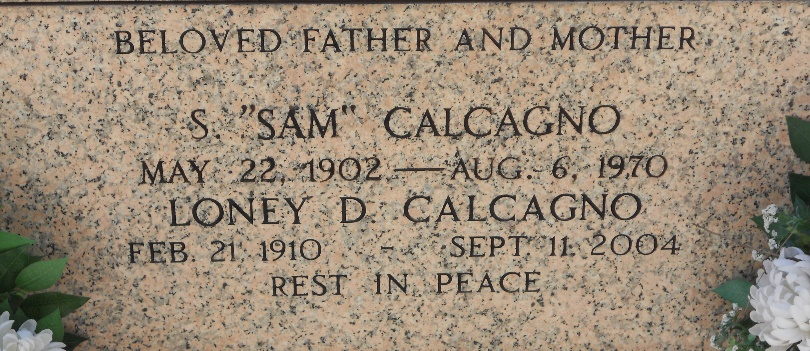 BELOVED FATHER AND MOTHER
S. "SAM" CALCAGNO
MAY 22, 1902 — AUG. 6, 1970
LONEY D CALCAGNO
FEB. 21 1910 - SEPT 11 2004
REST IN PEACE